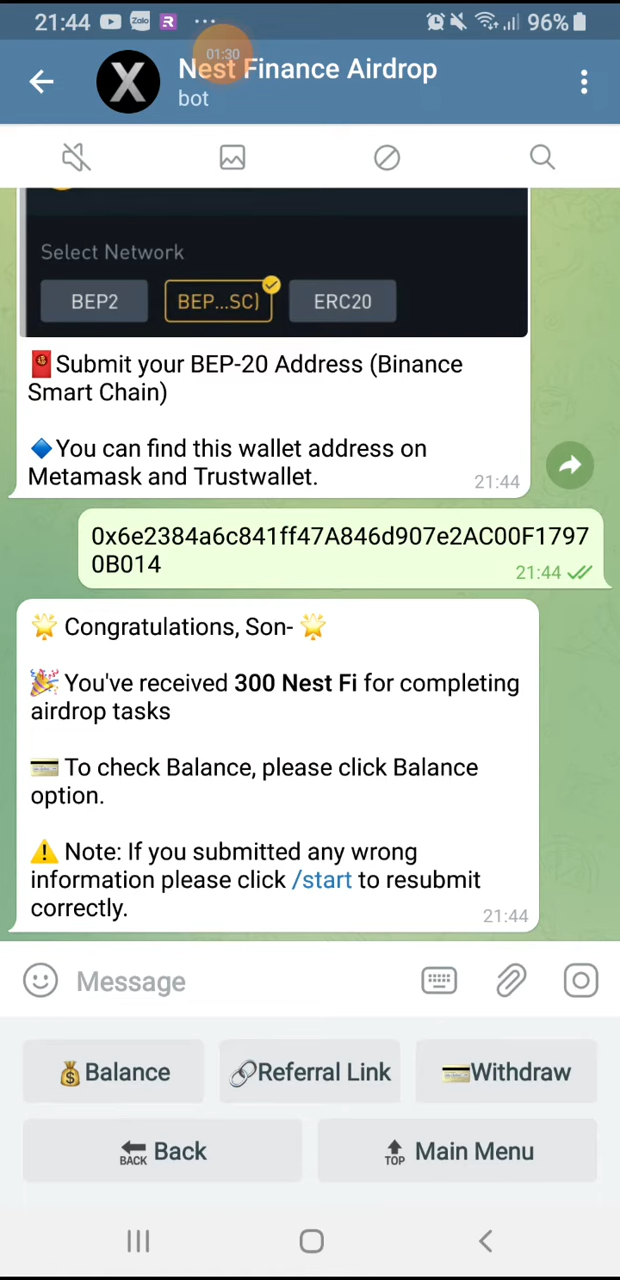 21:44
Zalo
R
96%
01:30
X
Nest Finance Airdrop
bot
Select Network
BEP2
BEP...SC)
ERC20
Submit your BEP-20 Address (Binance
Smart Chain)
You can find this wallet address on
Metamask and Trustwallet.
21:44
0x6e2384a6c841ff47A846d907e2AC00F1797
0B014
21:44
Congratulations, Son-
You've received 300 Nest Fi for completing
airdrop tasks
To check Balance, please click Balance
option.
Note: If you submitted any wrong
information please click /start to resubmit
correctly.
21:44
Message
Balance
Referral Link
Withdraw
BACK Back
TOP Main Menu